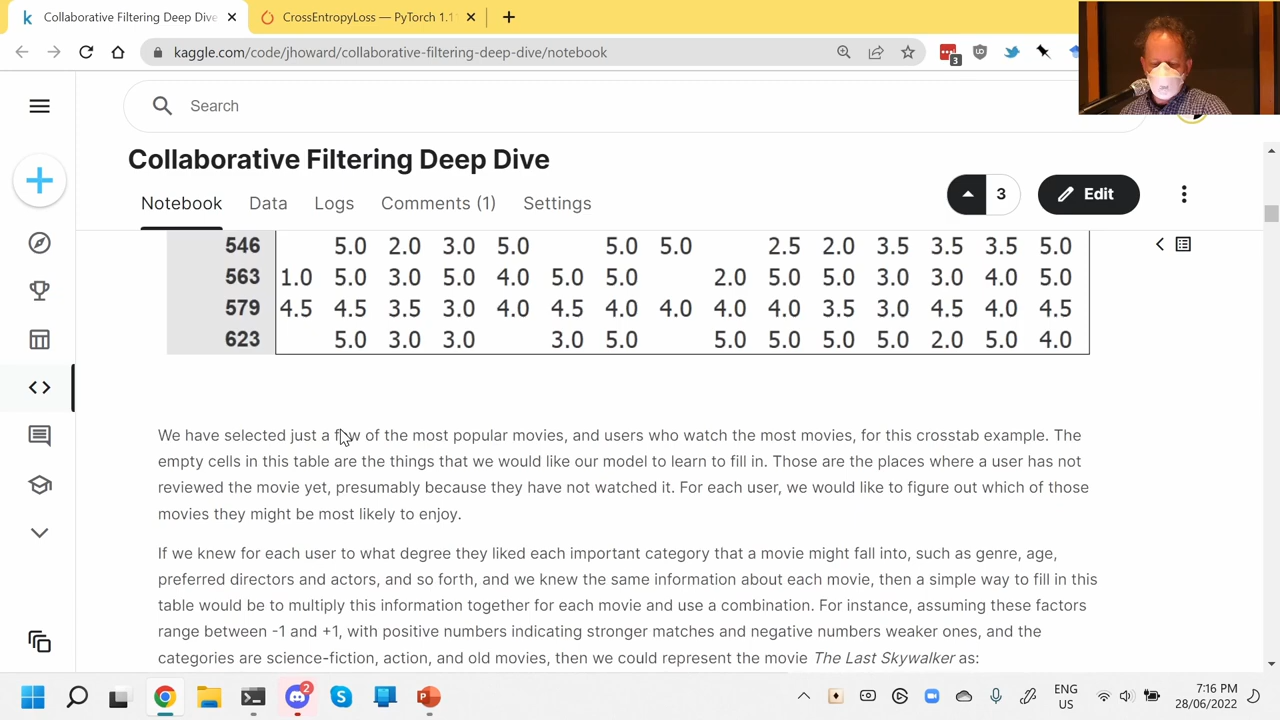 Collaborative Filtering Deep Dive
CrossEntropyLoss — PyTorch 1.1
kaggle.com/code/jhoward/collaborative-filtering-deep-dive/notebook
3
Search
Collaborative Filtering Deep Dive
Notebook Data Logs Comments (1) Settings
3
Edit
546 5.0 2.0 3.0 5.0 5.0 5.0 2.5 2.0 3.5 3.5 3.5 5.0
563 1.0 5.0 3.0 5.0 4.0 5.0 5.0 2.0 5.0 5.0 3.0 3.0 4.0 5.0
579 4.5 4.5 3.5 3.0 4.0 4.5 4.0 4.0 4.0 4.0 3.5 3.0 4.5 4.0 4.5
623 5.0 3.0 3.0 3.0 5.0 5.0 5.0 5.0 5.0 2.0 5.0 4.0
We have selected just a few of the most popular movies, and users who watch the most movies, for this crosstab example. The
empty cells in this table are the things that we would like our model to learn to fill in. Those are the places where a user has not
reviewed the movie yet, presumably because they have not watched it. For each user, we would like to figure out which of those
movies they might be most likely to enjoy.
If we knew for each user to what degree they liked each important category that a movie might fall into, such as genre, age,
preferred directors and actors, and so forth, and we knew the same information about each movie, then a simple way to fill in this
table would be to multiply this information together for each movie and use a combination. For instance, assuming these factors
range between -1 and +1, with positive numbers indicating stronger matches and negative numbers weaker ones, and the
categories are science-fiction, action, and old movies, then we could represent the movie The Last Skywalker as:
2
ENG
US
7:16 PM
28/06/2022